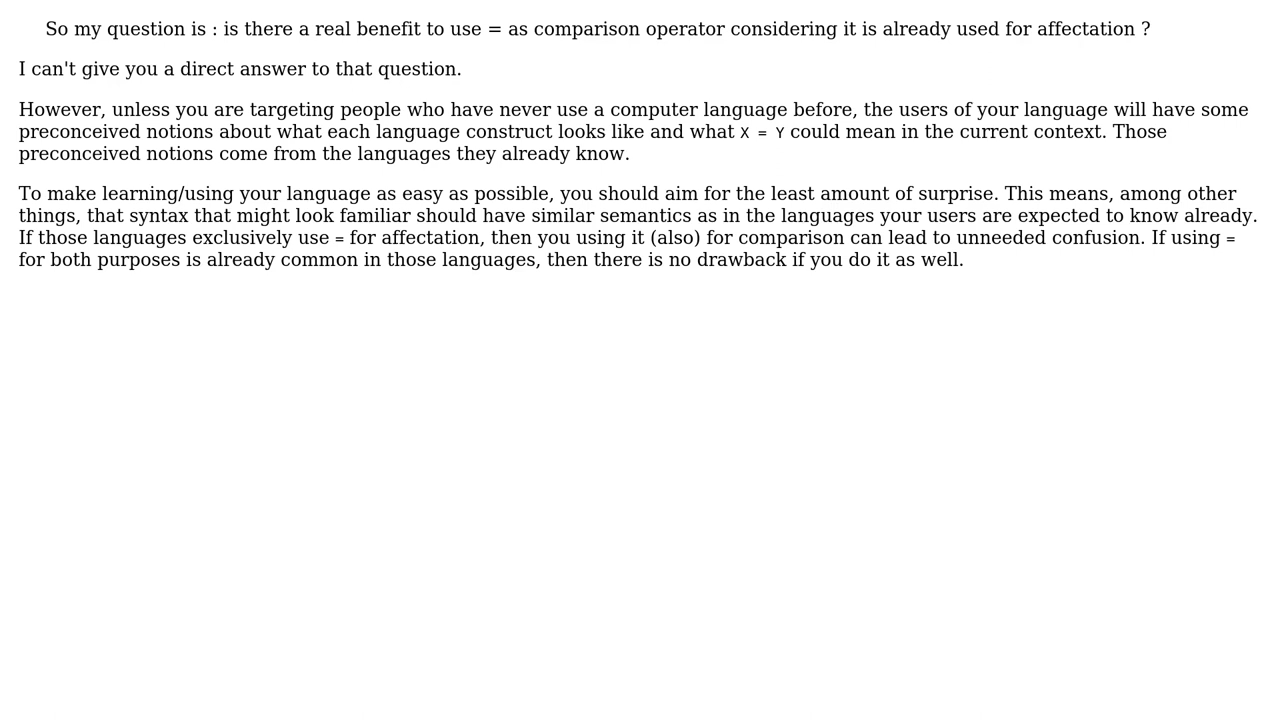 So my question is : is there a real benefit to use = as comparison operator considering it is already used for affectation ?
I can't give you a direct answer to that question.
However, unless you are targeting people who have never use a computer language before, the users of your language will have some
preconceived notions about what each language construct looks like and what X = Y could mean in the current context. Those
preconceived notions come from the languages they already know.
To make learning/using your language as easy as possible, you should aim for the least amount of surprise. This means, among other
things, that syntax that might look familiar should have similar semantics as in the languages your users are expected to know already.
If those languages exclusively use = for affectation, then you using it (also) for comparison can lead to unneeded confusion. If using =
for both purposes is already common in those languages, then there is no drawback if you do it as well.